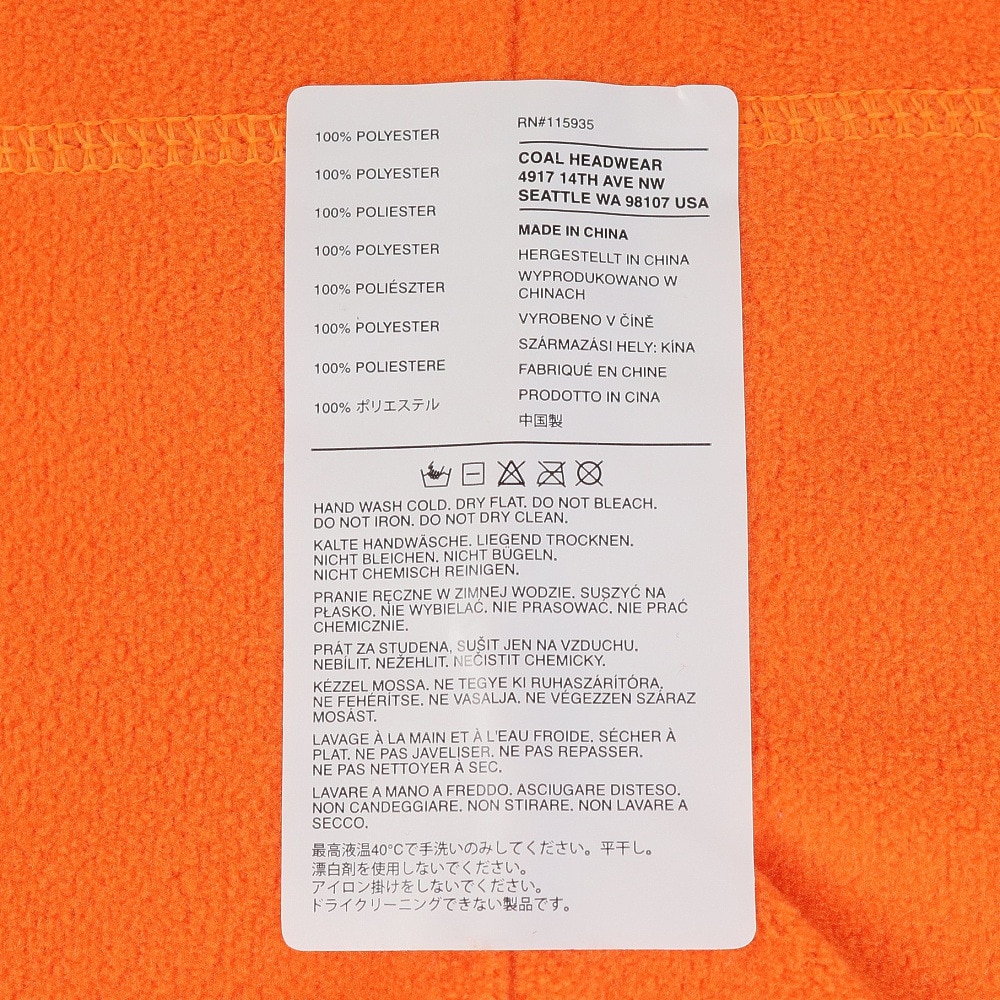 100% POLYESTER
100% POLYESTER
100% POLIESTER
100% POLYESTER
100% POLIÉSZTER
100% POLYESTER
100% POLIESTERE
100% ポリエステル
RN#115935
COAL HEADWEAR
4917 14TH AVE NW
SEATTLE WA 98107 USA
MADE IN CHINA
HERGESTELLT IN CHINA
WYPRODUKOWANO W
CHINACH
VYROBENO V ČÍNĚ
SZÁRMAZÁSI HELY: KÍNA
FABRIQUÉ EN CHINE
PRODOTTO IN CINA
中国製
HAND WASH COLD. DRY FLAT. DO NOT BLEACH.
DO NOT IRON. DO NOT DRY CLEAN.
KALTE HANDWÄSCHE. LIEGEND TROCKNEN.
NICHT BLEICHEN. NICHT BÜGELN.
NICHT CHEMISCH REINIGEN.
PRANIE RĘCZNE W ZIMNEJ WODZIE. SUSZYĆ NA
PŁASKO. NIE WYBIELAĆ. NIE PRASOWAĆ. NIE PRAĆ
CHEMICZNIE.
PRÁT ZA STUDENA, SUŠIT JEN NA VZDUCHU.
NEBÍLIT. NEŽEHLIT. NEČISTIT CHEMICKY.
KÉZZEL MOSSA. NE TEGYE KI RUHASZÁRÍTÓRA,
NE FEHÉRÍTSE. NE VASALJA. NE VÉGEZZEN SZÁRAZ
MOSÁST.
LAVAGE À LA MAIN ET À L'EAU FROIDE. SÉCHER À
PLAT. NE PAS JAVELISER. NE PAS REPASSER.
NE PAS NETTOYER À SEC.
LAVARE A MANO A FREDDO. ASCIUGARE DISTESO.
NON CANDEGGIARE. NON STIRARE. NON LAVARE A
SECCO.
最高液温40°Cで手洗いのみしてください。平干し。
漂白剤を使用しないでください。
アイロン掛けをしないでください。
ドライクリーニングできない製品です。